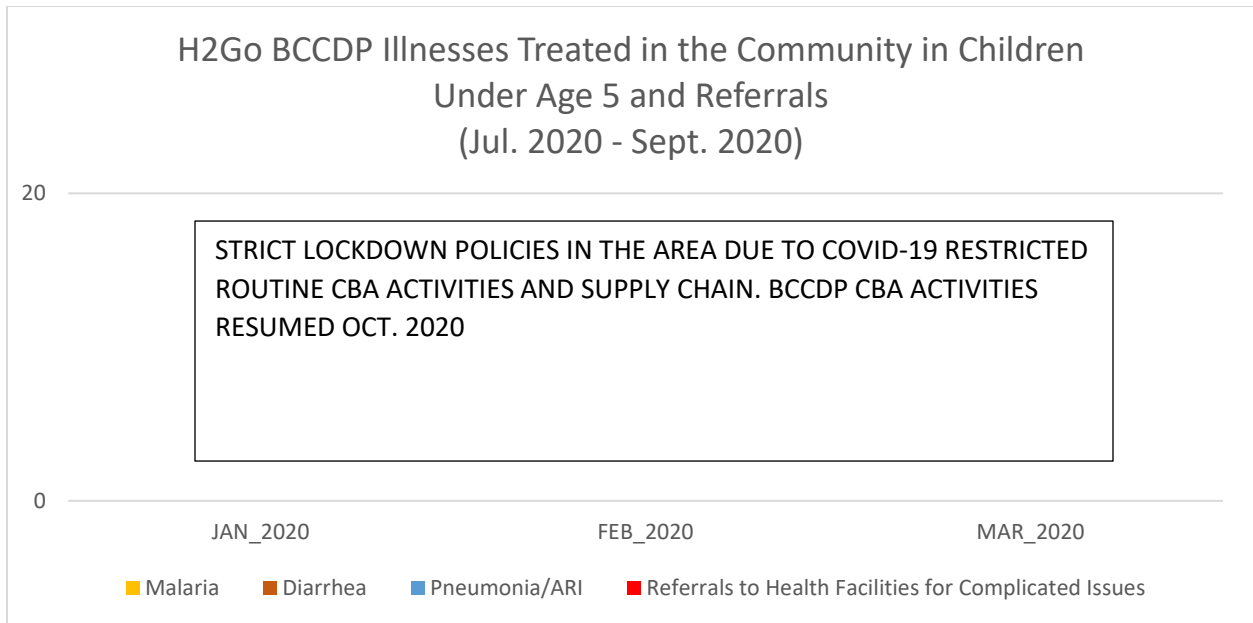 H2Go BCCDP Illnesses Treated in the Community in Children
Under Age 5 and Referrals
(Jul. 2020 - Sept. 2020)
20
STRICT LOCKDOWN POLICIES IN THE AREA DUE TO COVID-19 RESTRICTED
ROUTINE CBA ACTIVITIES AND SUPPLY CHAIN. BCCDP CBA ACTIVITIES
RESUMED OCT. 2020
0
JAN_2020 FEB_2020 MAR_2020
Malaria Diarrhea Pneumonia/ARI Referrals to Health Facilities for Complicated Issues